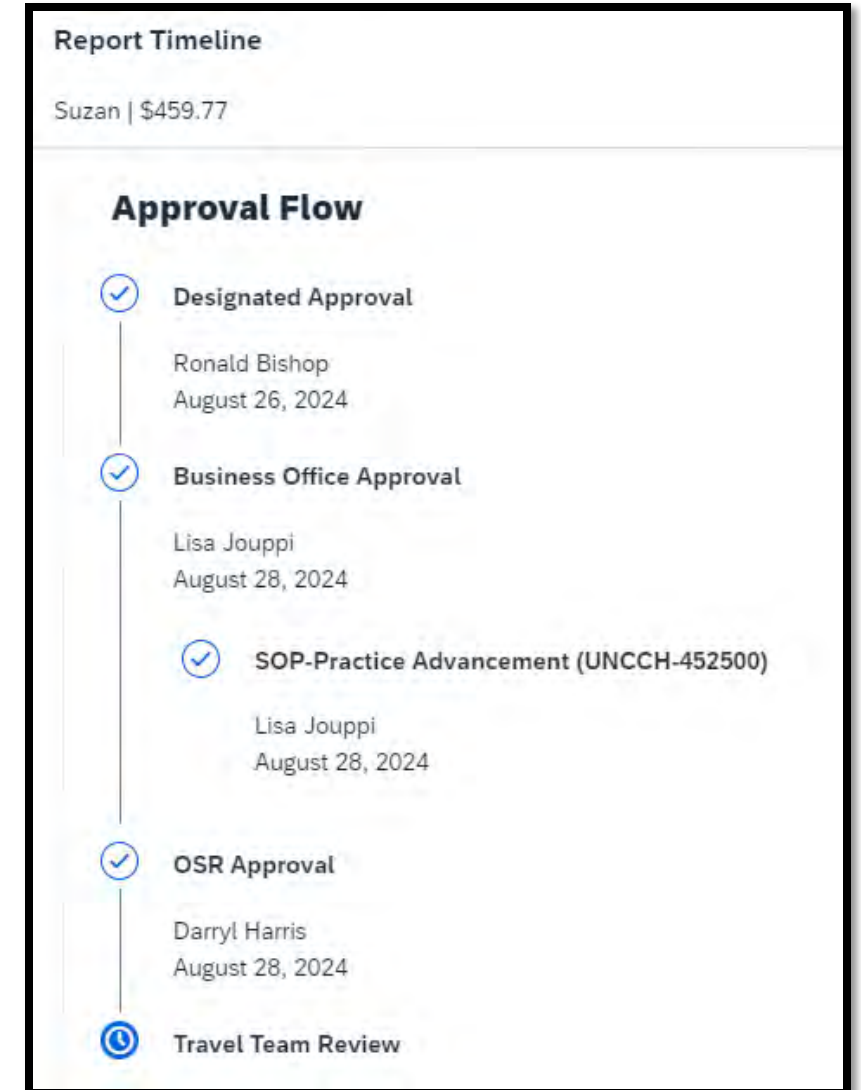 Report Timeline
Suzan | $459.77
Approval Flow
Designated Approval
Ronald Bishop
August 26, 2024
Business Office Approval
Lisa Jouppi
August 28, 2024
SOP-Practice Advancement (UNCCH-452500)
Lisa Jouppi
August 28, 2024
OSR Approval
Darryl Harris
August 28, 2024
Travel Team Review